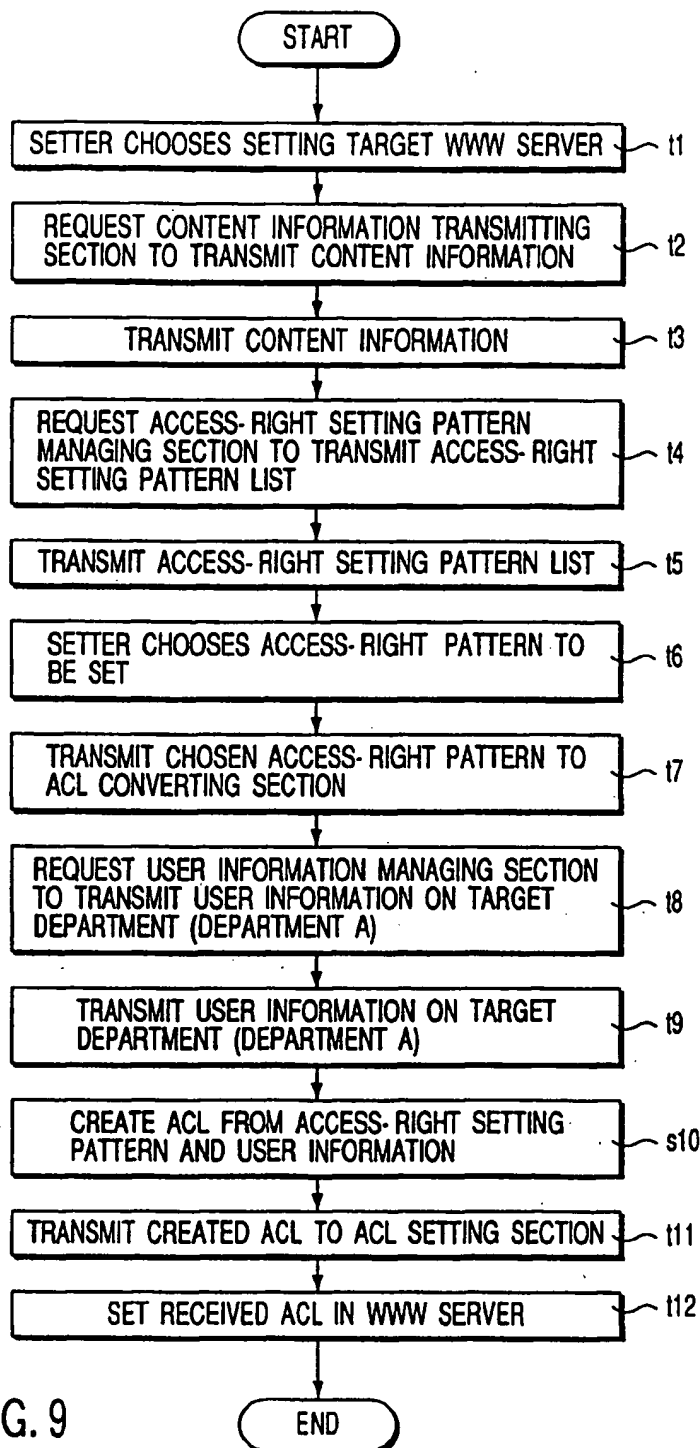 START
SETTER CHOOSES SETTING TARGET WWW SERVER t1
REQUEST CONTENT INFORMATION TRANSMITTING
SECTION TO TRANSMIT CONTENT INFORMATION t2
TRANSMIT CONTENT INFORMATION t3
REQUEST ACCESS-RIGHT SETTING PATTERN
MANAGING SECTION TO TRANSMIT ACCESS-RIGHT
SETTING PATTERN LIST t4
TRANSMIT ACCESS-RIGHT SETTING PATTERN LIST t5
SETTER CHOOSES ACCESS-RIGHT PATTERN TO
BE SET t6
TRANSMIT CHOSEN ACCESS-RIGHT PATTERN TO
ACL CONVERTING SECTION t7
REQUEST USER INFORMATION MANAGING SECTION
TO TRANSMIT USER INFORMATION ON TARGET
DEPARTMENT (DEPARTMENT A) t8
TRANSMIT USER INFORMATION ON TARGET
DEPARTMENT (DEPARTMENT A) t9
CREATE ACL FROM ACCESS-RIGHT SETTING
PATTERN AND USER INFORMATION s10
TRANSMIT CREATED ACL TO ACL SETTING SECTION t11
SET RECEIVED ACL IN WWW SERVER t12
END
G. 9